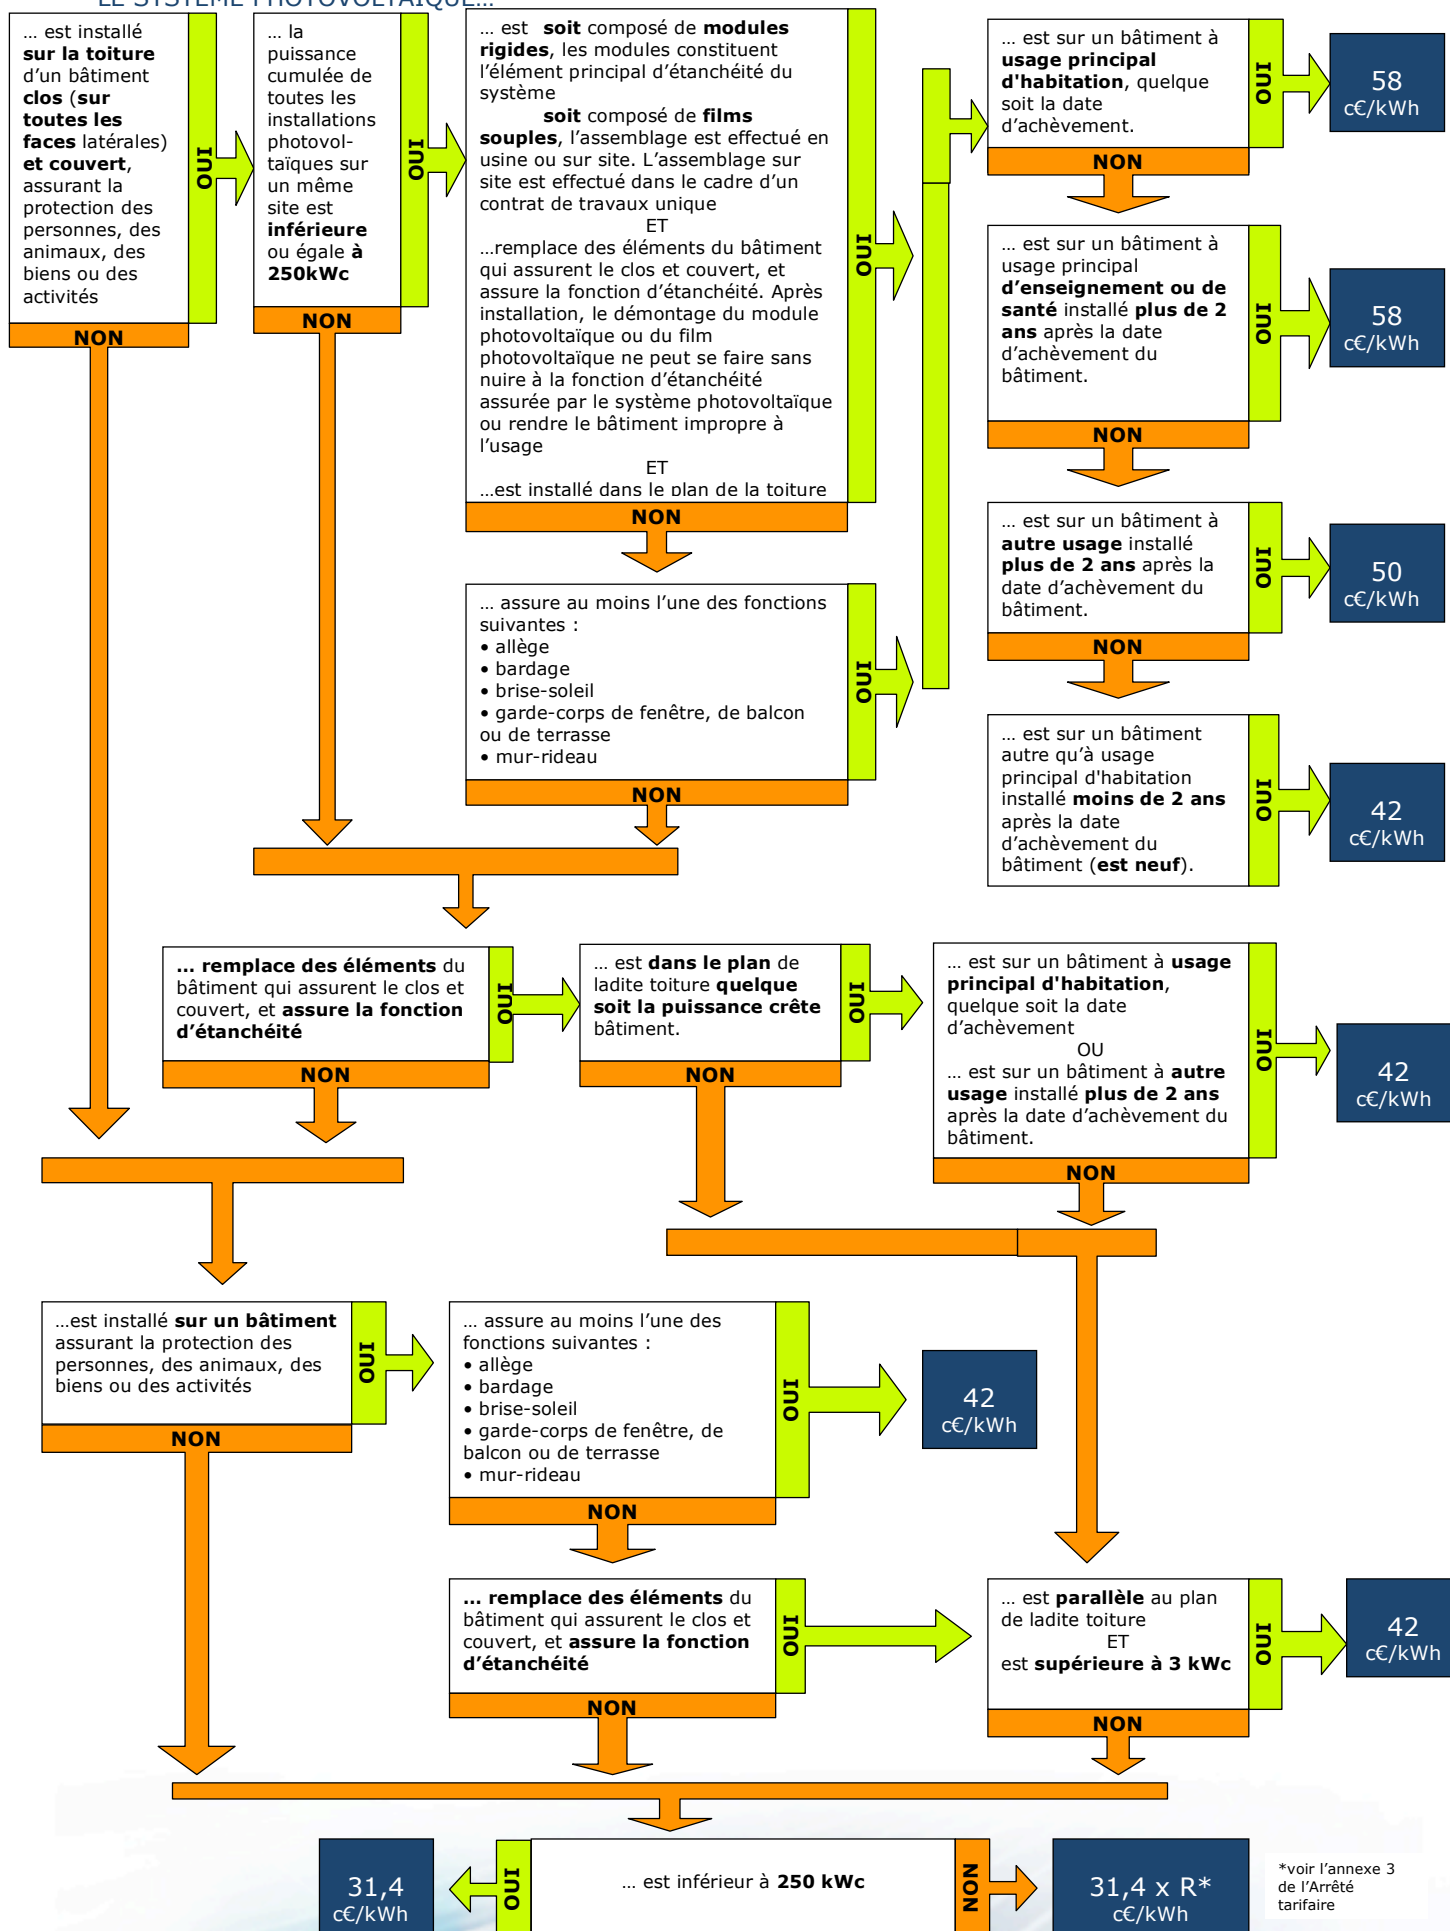 LE SYSTÈME PHOTOVOLTAÏQUE...
... est installé
sur la toiture
d'un bâtiment
clos (sur
toutes les
faces latérales)
et couvert,
assurant la
protection des
personnes, des
animaux, des
biens ou des
activités
OUI
NON
... la
puissance
cumulée de
toutes les
installations
photovol-
taïques sur
un même
site est
inférieure
ou égale à
250kWc
OUI
NON
... est soit composé de modules
rigides, les modules constituent
l'élément principal d'étanchéité du
système
soit composé de films
souples, l'assemblage est effectué en
usine ou sur site. L'assemblage sur
site est effectué dans le cadre d'un
contrat de travaux unique
ET
...remplace des éléments du bâtiment
qui assurent le clos et couvert, et
assure la fonction d'étanchéité. Après
installation, le démontage du module
photovoltaïque ou du film
photovoltaïque ne peut se faire sans
nuire à la fonction d'étanchéité
assurée par le système photovoltaïque
ou rendre le bâtiment impropre à
l'usage
ET
...est installé dans le plan de la toiture
OUI
NON
... assure au moins l'une des fonctions
suivantes :
• allège
• bardage
• brise-soleil
• garde-corps de fenêtre, de balcon
ou de terrasse
• mur-rideau
OUI
NON
... est sur un bâtiment à
usage principal
d'habitation, quelque
soit la date
d'achèvement.
OUI
58
c€/kWh
NON
... est sur un bâtiment à
usage principal
d'enseignement ou de
santé installé plus de 2
ans après la date
d'achèvement du
bâtiment.
OUI
58
c€/kWh
NON
... est sur un bâtiment à
autre usage installé
plus de 2 ans après la
date d'achèvement du
bâtiment.
OUI
50
c€/kWh
NON
... est sur un bâtiment
autre qu'à usage
principal d'habitation
installé moins de 2 ans
après la date
d'achèvement du
bâtiment (est neuf).
OUI
42
c€/kWh
... remplace des éléments du
bâtiment qui assurent le clos et
couvert, et assure la fonction
d'étanchéité
OUI
NON
... est dans le plan de
ladite toiture quelque
soit la puissance crête
bâtiment.
OUI
NON
... est sur un bâtiment à usage
principal d'habitation,
quelque soit la date
d'achèvement
OU
... est sur un bâtiment à autre
usage installé plus de 2 ans
après la date d'achèvement du
bâtiment.
OUI
42
c€/kWh
NON
...est installé sur un bâtiment
assurant la protection des
personnes, des animaux, des
biens ou des activités
OUI
NON
... assure au moins l'une des
fonctions suivantes :
• allège
• bardage
• brise-soleil
• garde-corps de fenêtre, de
balcon ou de terrasse
• mur-rideau
OUI
42
c€/kWh
NON
... remplace des éléments du
bâtiment qui assurent le clos et
couvert, et assure la fonction
d'étanchéité
OUI
NON
... est parallèle au plan
de ladite toiture
ET
est supérieure à 3 kWc
OUI
42
c€/kWh
NON
31,4
c€/kWh
OUI
... est inférieur à 250 kWc
NON
31,4 x R*
c€/kWh
*voir l'annexe 3
de l'Arrêté
tarifaire